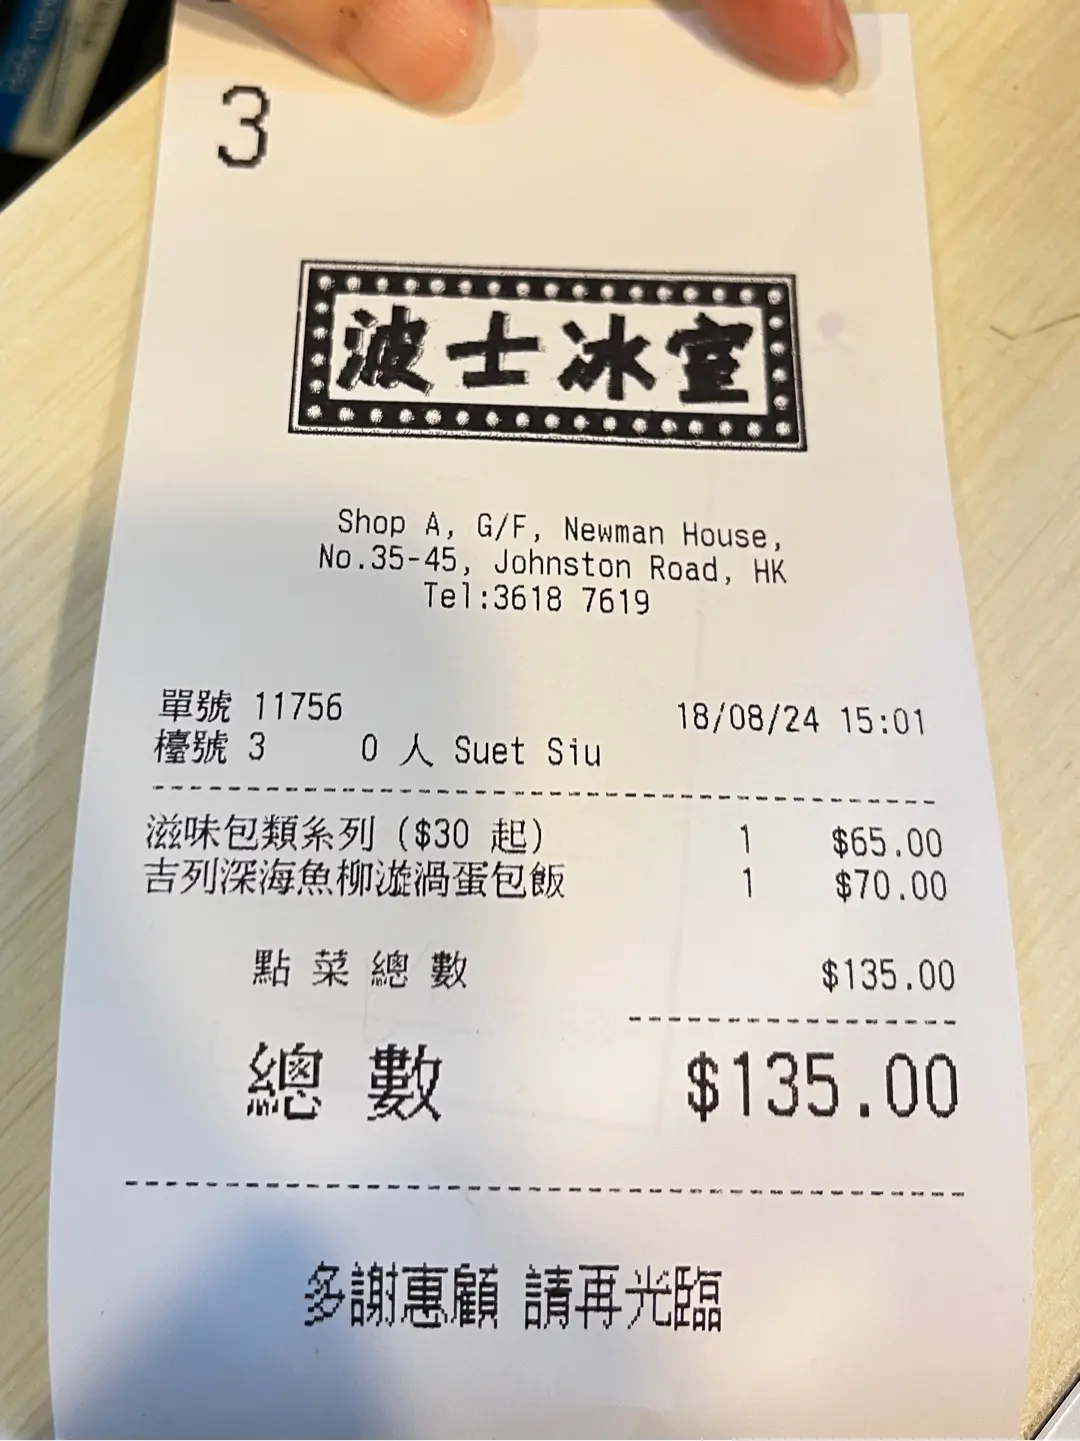 3
波士冰室
Shop A, G/F, Newman House,
No.35-45, Johnston Road, HK
Tel:3618 7619
單號 11756 18/08/24 15:01
檯號 3 0 人 Suet Siu
滋味包類系列 ($30 起) 1 $65.00
吉列深海魚柳漩渦蛋包飯 1 $70.00
點菜總數 $135.00
總數 $135.00
多謝惠顧 請再光臨